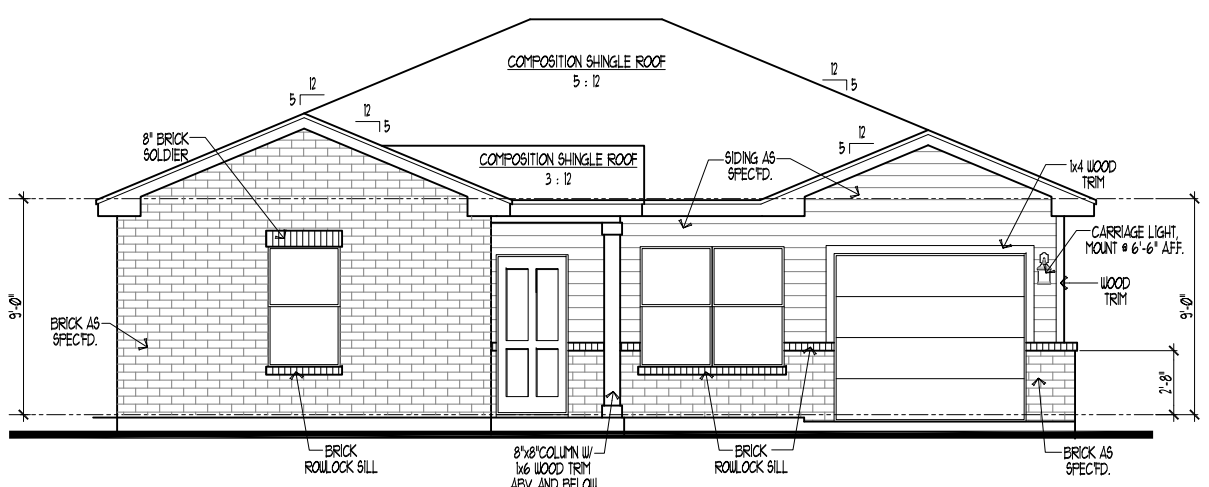 COMPOSITION SHINGLE ROOF
5 : 12
12
5
12
5
12
5
12
5
8" BRICK
SOLDIER
COMPOSITION SHINGLE ROOF
3 : 12
SIDING AS
SPEC'FD.
1x4 WOOD
TRIM
CARRIAGE LIGHT,
MOUNT @ 6'-6" A.F.F.
WOOD
TRIM
9'-0"
9'-0"
BRICK AS
SPEC'FD.
2'-8"
BRICK
ROWLOCK SILL
8"x8"COLUMN W/
1x6 WOOD TRIM
ABV. AND BELOW
BRICK
ROWLOCK SILL
BRICK AS
SPEC'FD.